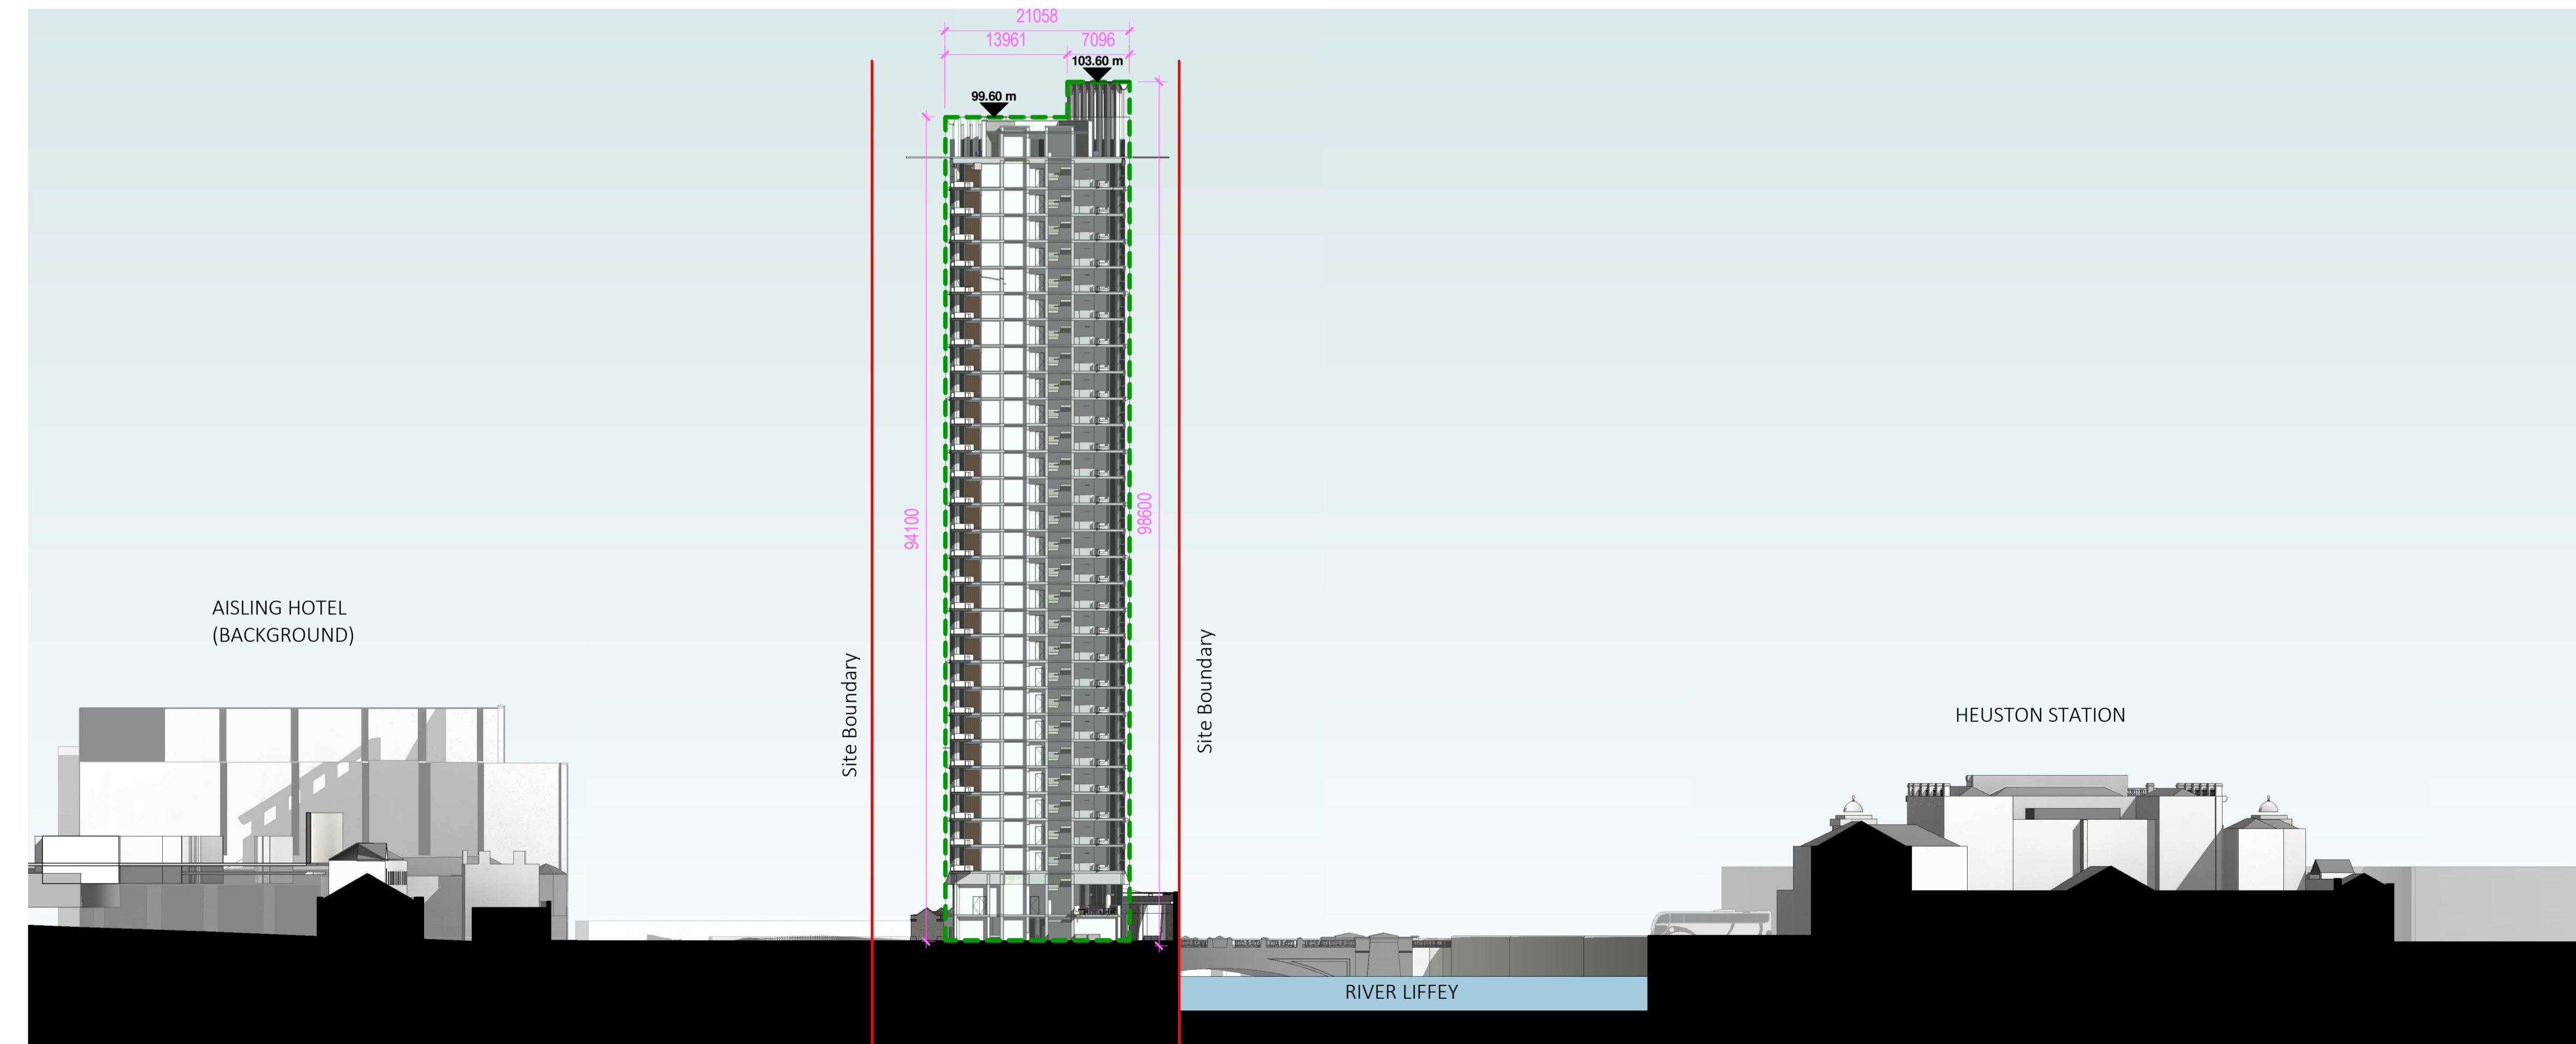 21058
13961
7096
103.60 m
99.60 m
94100
98600
AISLING HOTEL
(BACKGROUND)
Site Boundary
Site Boundary
HEUSTON STATION
RIVER LIFFEY